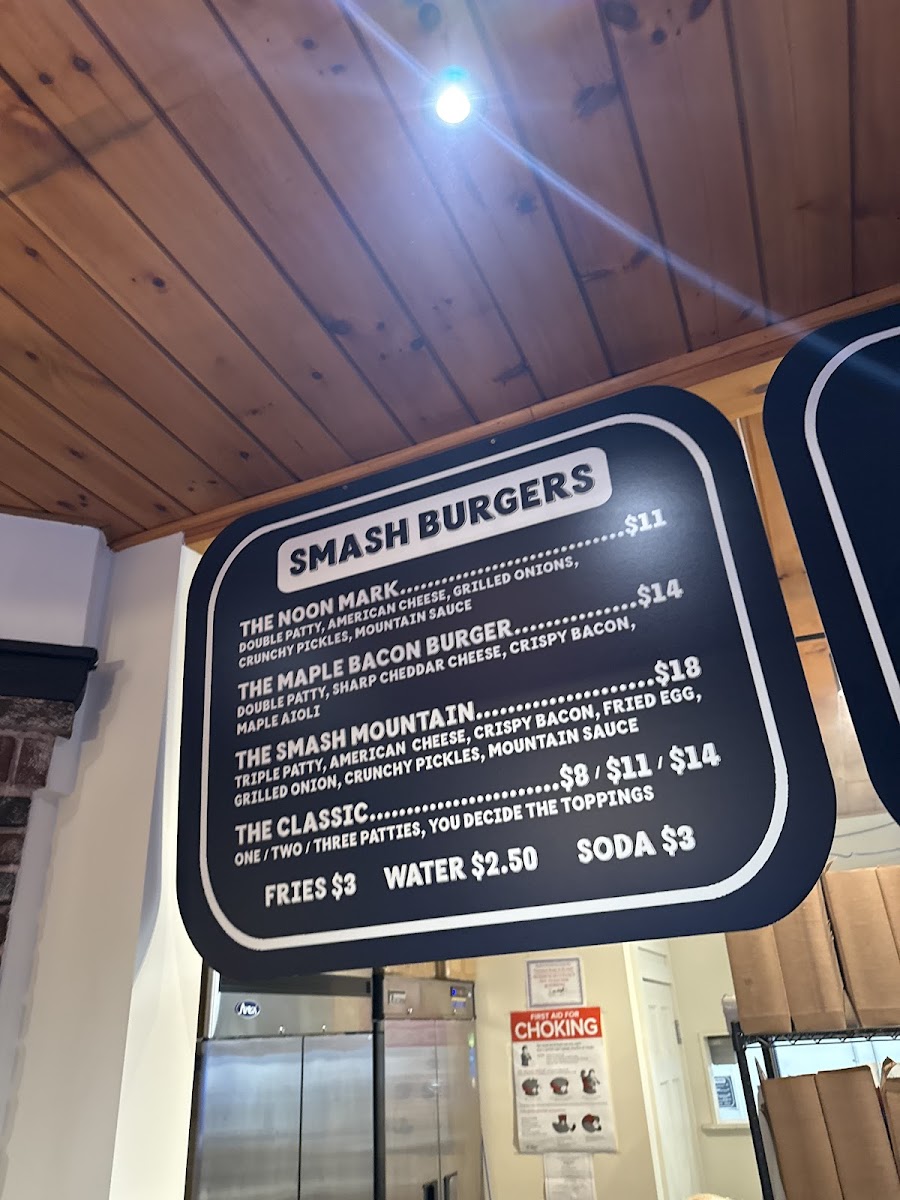 SMASH BURGERS
THE NOON MARK..............................$11
DOUBLE PATTY, AMERICAN CHEESE, GRILLED ONIONS,
CRUNCHY PICKLES, MOUNTAIN SAUCE
THE MAPLE BACON BURGER................$14
DOUBLE PATTY, SHARP CHEDDAR CHEESE, CRISPY BACON,
MAPLE AIOLI
THE SMASH MOUNTAIN......................$18
TRIPLE PATTY, AMERICAN CHEESE, CRISPY BACON, FRIED EGG,
GRILLED ONION, CRUNCHY PICKLES, MOUNTAIN SAUCE
THE CLASSIC........................$8 / $11 / $14
ONE / TWO / THREE PATTIES, YOU DECIDE THE TOPPINGS
FRIES $3 WATER $2.50 SODA $3
FIRST AID FOR
CHOKING